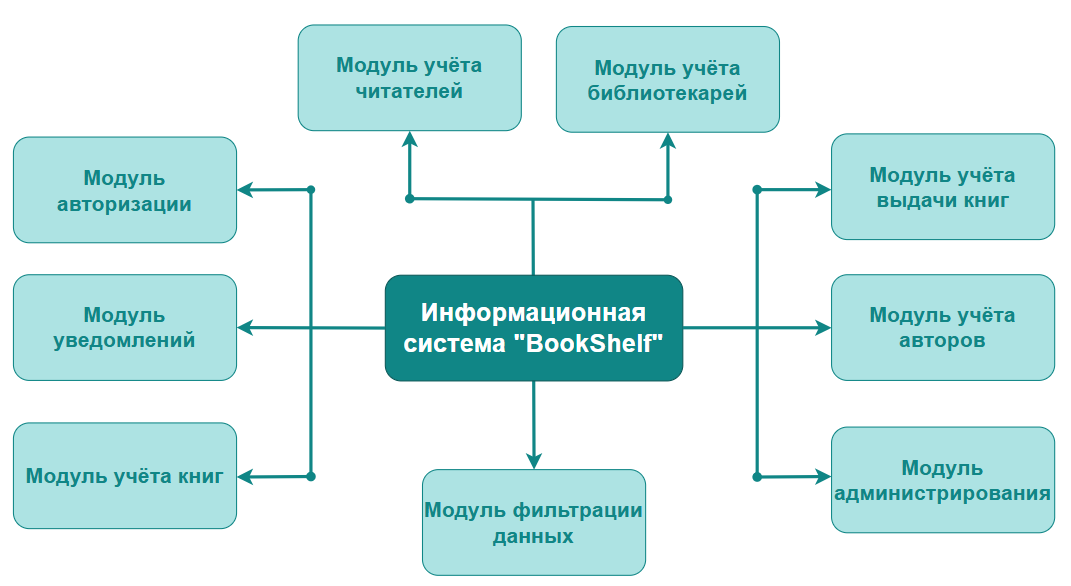 Модуль учёта
читателей
Модуль учёта
библиотекарей
Модуль
авторизации
Модуль учёта
выдачи книг
Модуль
уведомлений
Информационная
система "BookShelf"
Модуль учёта
авторов
Модуль учёта книг
Модуль фильтрации
данных
Модуль
администрирования